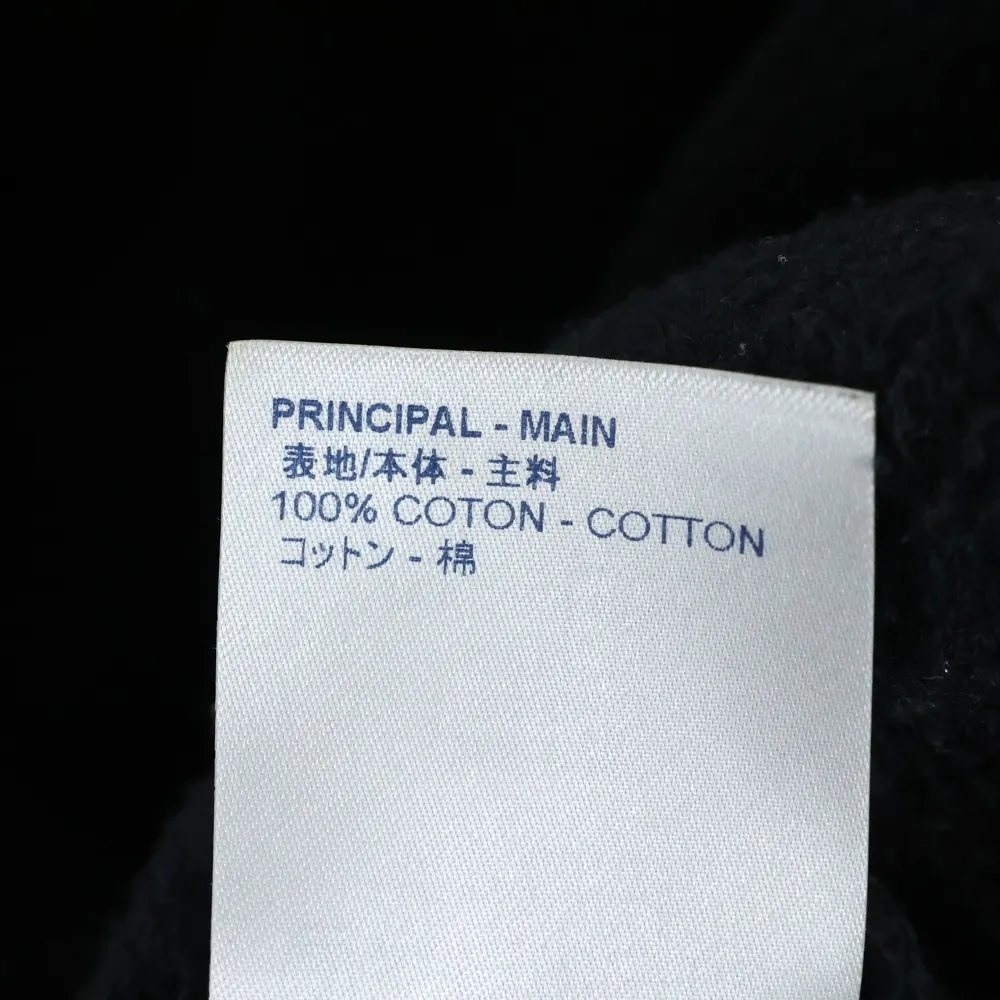 PRINCIPAL - MAIN
表地/本体 - 主料
100% COTON - COTTON
コットン - 棉